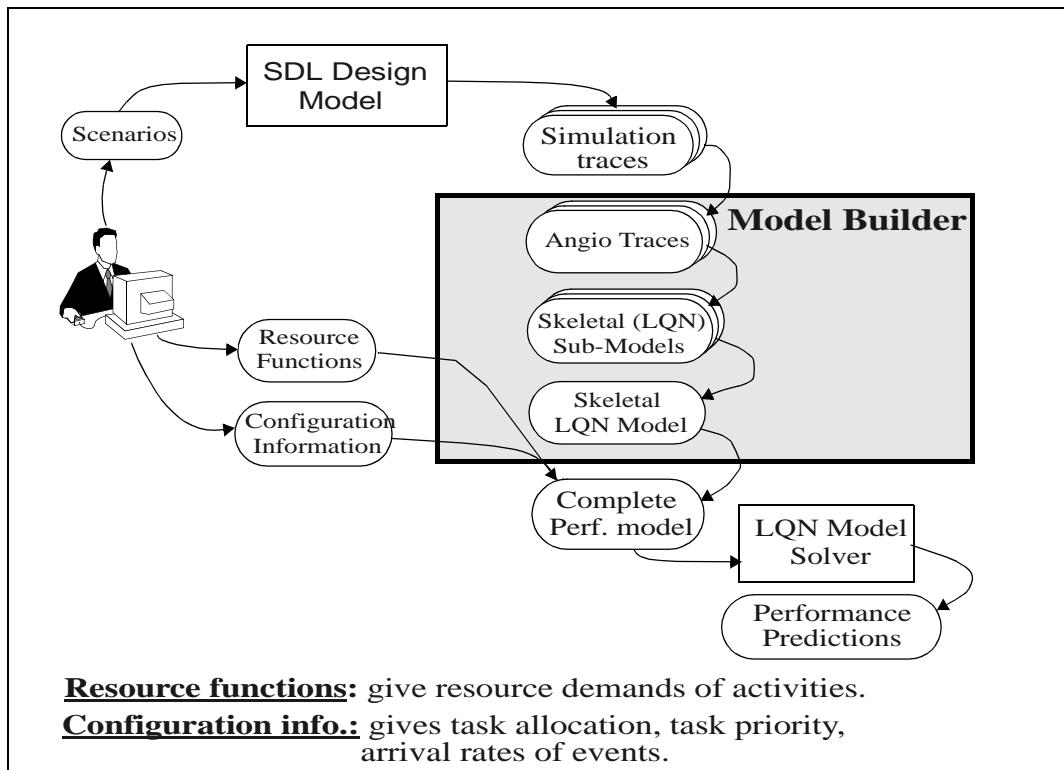 SDL Design
Model
Scenarios
Simulation
traces
Model Builder
Angio Traces
Skeletal (LQN)
Sub-Models
Resource
Functions
Skeletal
LQN Model
Configuration
Information
Complete
Perf. model
LQN Model
Solver
Performance
Predictions
Resource functions: give resource demands of activities.
Configuration info.: gives task allocation, task priority,
arrival rates of events.